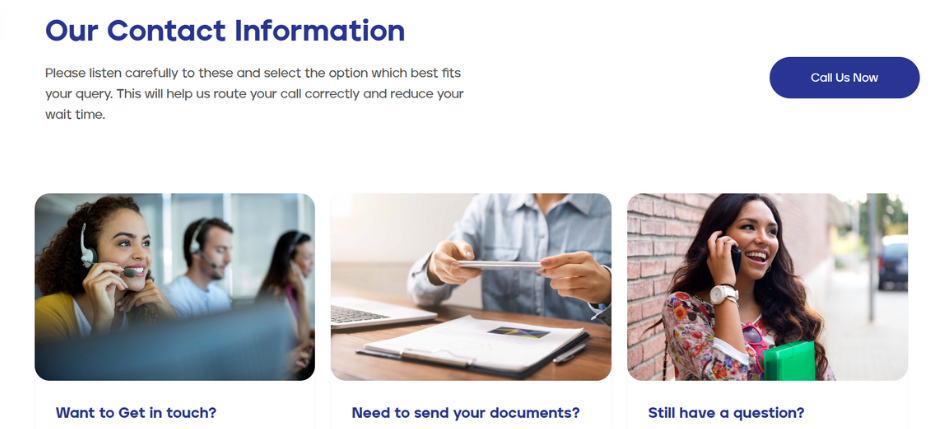 Our Contact Information
Please listen carefully to these and select the option which best fits
your query. This will help us route your call correctly and reduce your
wait time.
Call Us Now
Want to Get in touch?
Need to send your documents?
Still have a question?